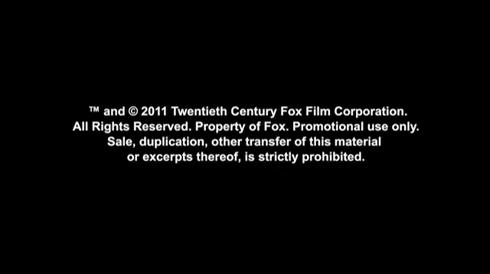 ™ and © 2011 Twentieth Century Fox Film Corporation.
All Rights Reserved. Property of Fox. Promotional use only.
Sale, duplication, other transfer of this material
or excerpts thereof, is strictly prohibited.